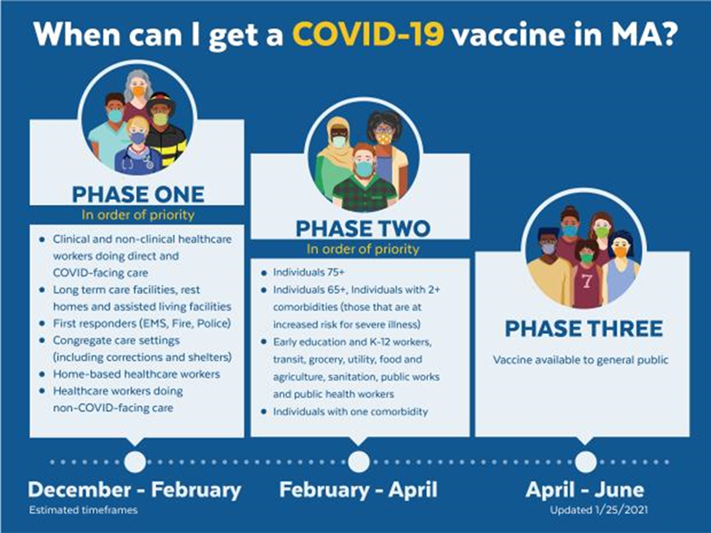 When can I get a COVID-19 vaccine in MA?
PHASE ONE
In order of priority
• Clinical and non-clinical healthcare
workers doing direct and
COVID-facing care
• Long term care facilities, rest
homes and assisted living facilities
• First responders (EMS, Fire, Police)
• Congregate care settings
(including corrections and shelters)
• Home-based healthcare workers
• Healthcare workers doing
non-COVID-facing care
PHASE TWO
In order of priority
• Individuals 75+
• Individuals 65+, Individuals with 2+
comorbidities (those that are at
increased risk for severe illness)
• Early education and K-12 workers,
transit, grocery, utility, food and
agriculture, sanitation, public works
and public health workers
• Individuals with one comorbidity
7
PHASE THREE
Vaccine available to general public
December - February
Estimated timeframes
February - April
April - June
Updated 1/25/2021